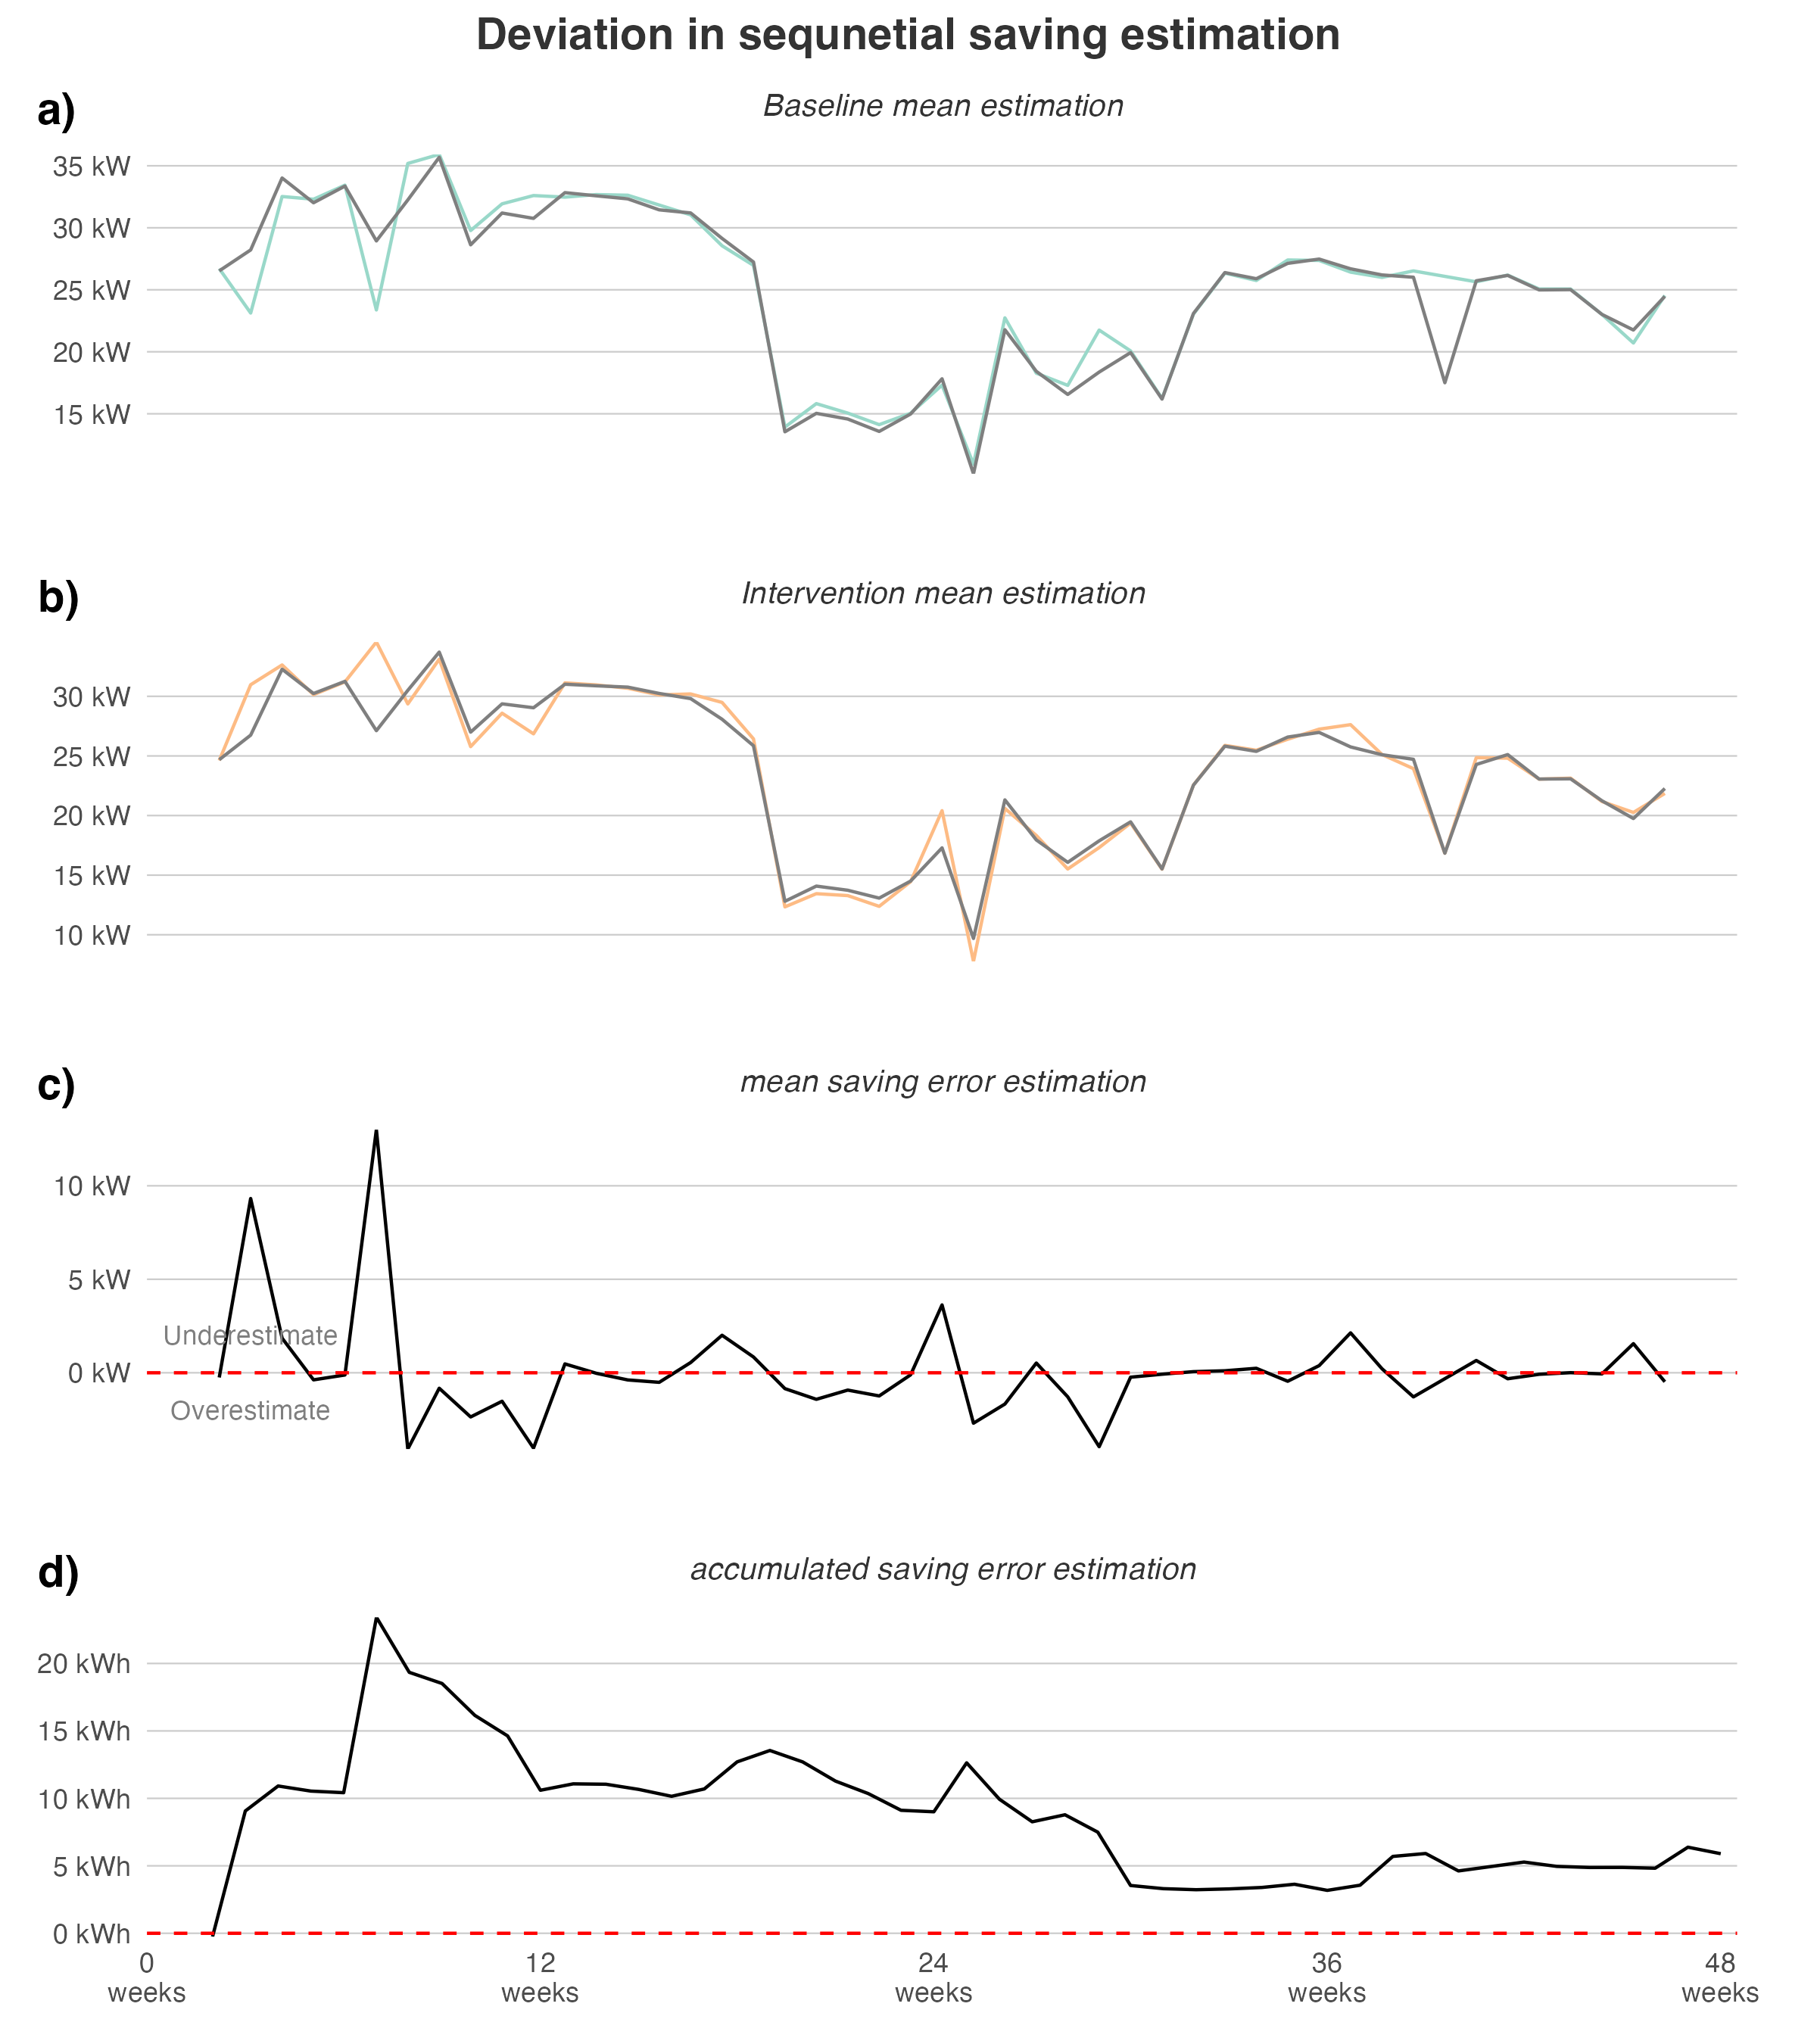 Deviation in sequnetial saving estimation
a)
Baseline mean estimation
35 kW
30 kW
25 kW
20 kW
15 kW
b)
Intervention mean estimation
30 kW
25 kW
20 kW
15 kW
10 kW
c)
mean saving error estimation
10 kW
5 kW
Underestimate
0 kW
Overestimate
d)
accumulated saving error estimation
20 kWh
15 kWh
10 kWh
5 kWh
0 kWh
0 12 24 36 48
weeks weeks weeks weeks weeks